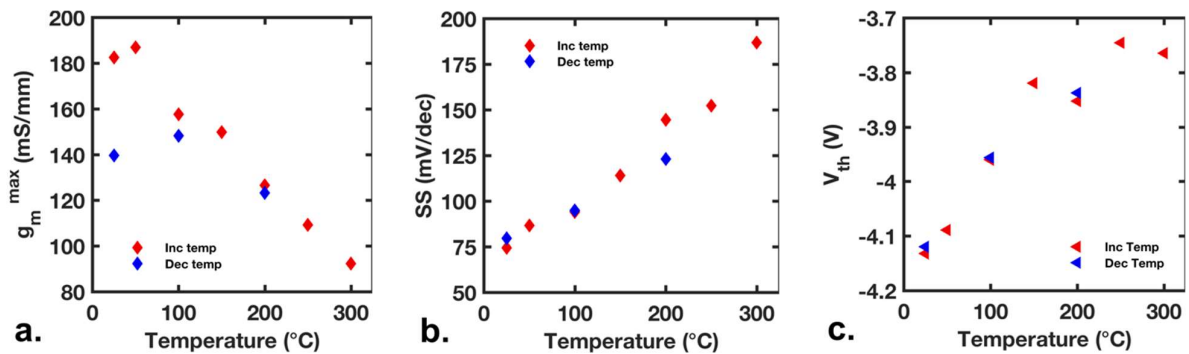 200
180
160
140
120
100
80
g_m^max (mS/mm)
Inc temp
Dec temp
0 100 200 300
Temperature (°C)
a.
200
175
150
125
100
75
50
SS (mV/dec)
Inc temp
Dec temp
0 100 200 300
Temperature (°C)
b.
-3.7
-3.8
-3.9
-4
-4.1
-4.2
V_th (V)
Inc Temp
Dec Temp
0 100 200 300
Temperature (°C)
c.